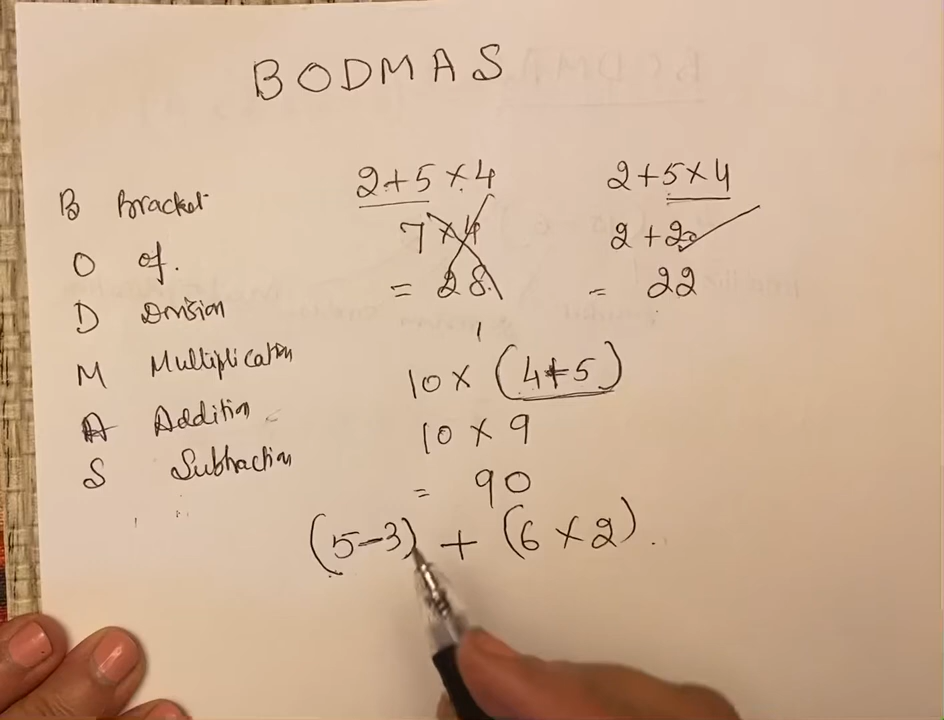 BODMAS
B Bracket
O of.
D Division
M Multiplication
A Addition
S Subtraction
2+5×4
7×4
= 28
2+5×4
2+20
= 22
10×(4+5)
10×9
= 90
(5-3) + (6×2).